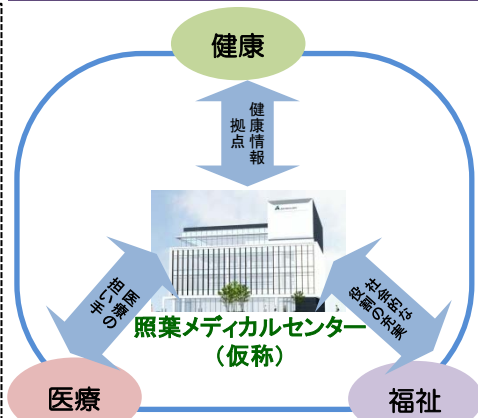 健康
健康情報
拠点
医療の
担い手
社会的な
役割の充実
照葉メディカルセンター
（仮称）
医療
福祉